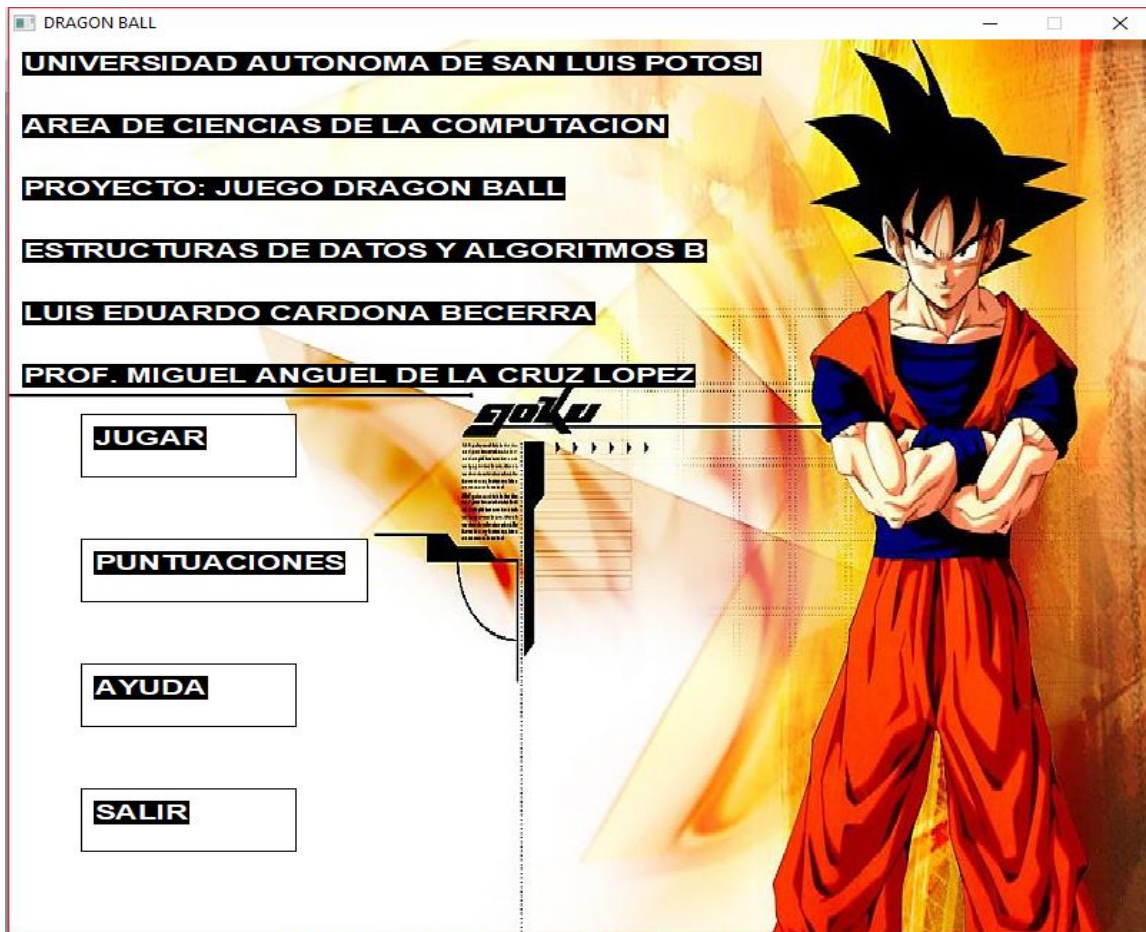 DRAGON BALL
UNIVERSIDAD AUTONOMA DE SAN LUIS POTOSI
AREA DE CIENCIAS DE LA COMPUTACION
PROYECTO: JUEGO DRAGON BALL
ESTRUCTURAS DE DATOS Y ALGORITMOS B
LUIS EDUARDO CARDONA BECERRA
PROF. MIGUEL ANGUEL DE LA CRUZ LOPEZ
goku
JUGAR
PUNTUACIONES
AYUDA
SALIR